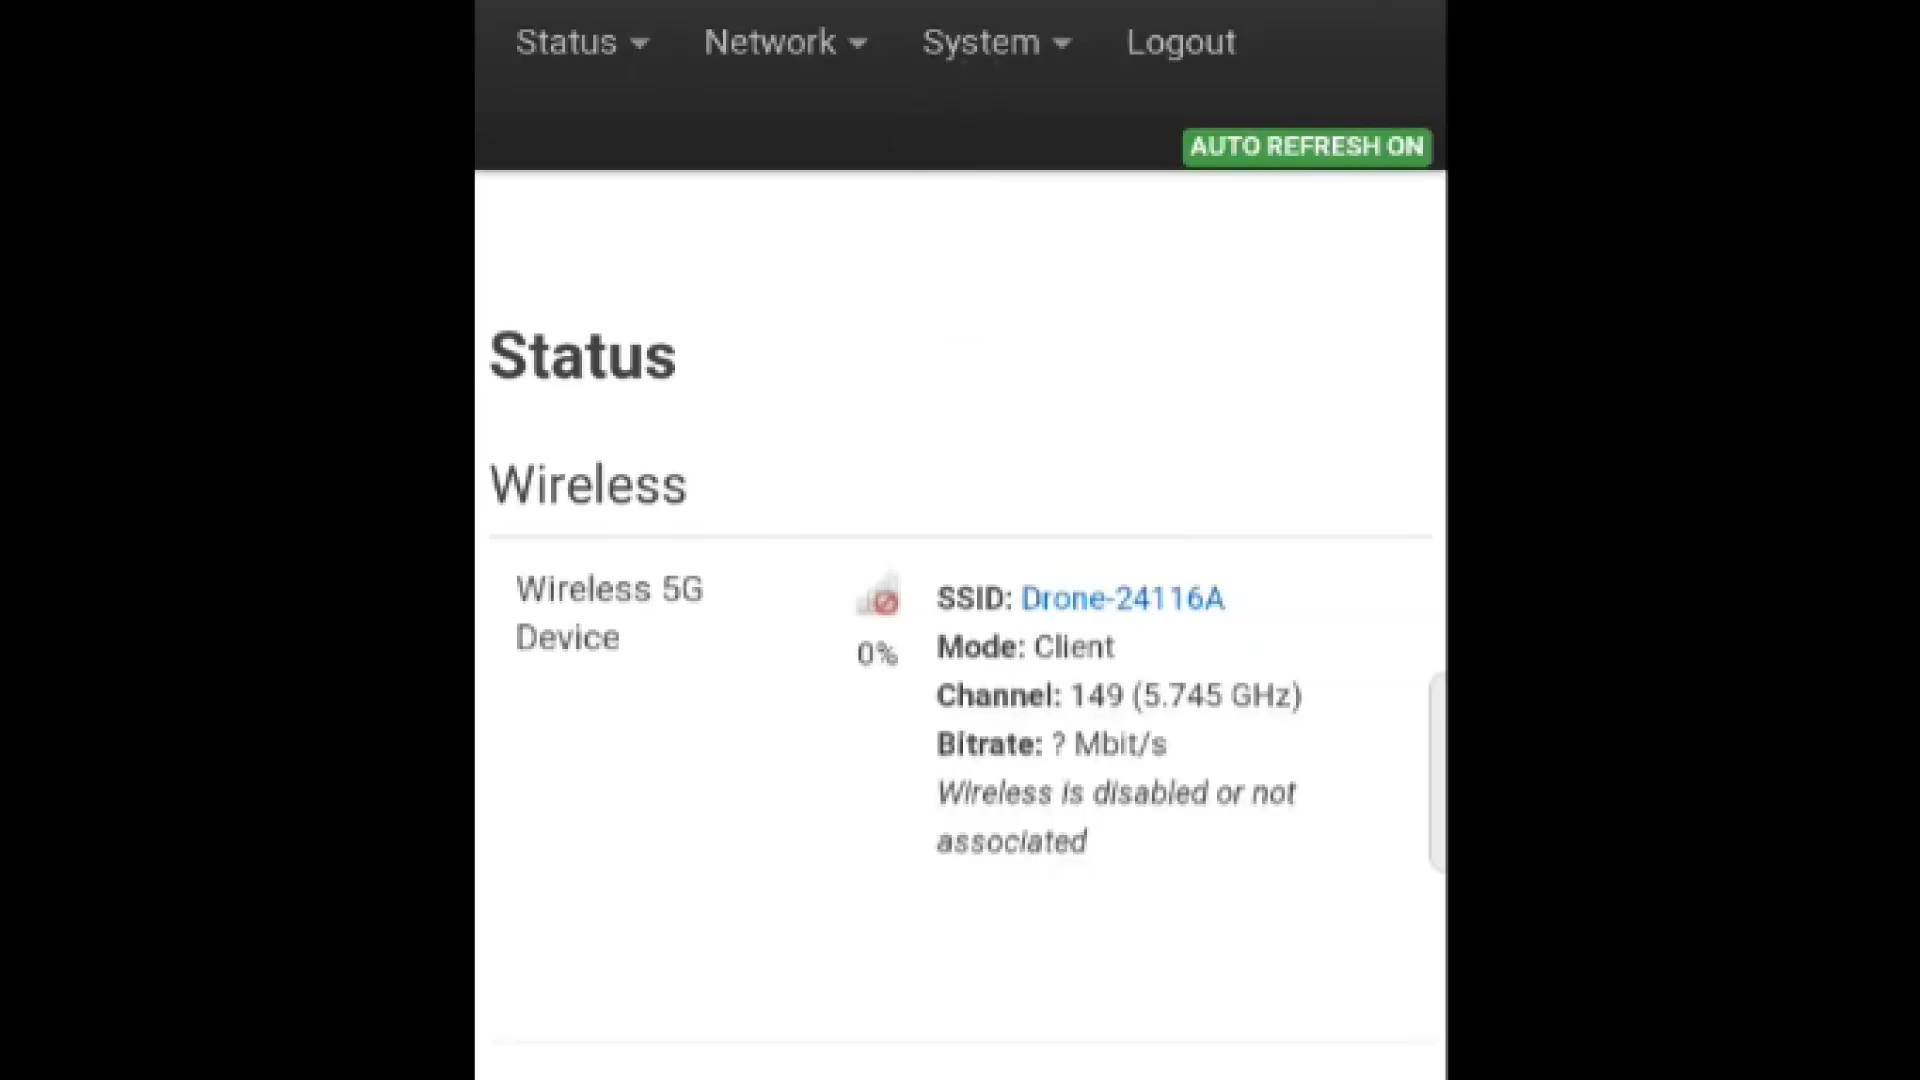 Status Network System Logout
AUTO REFRESH ON
Status
Wireless
Wireless 5G
Device
0%
SSID: Drone-24116A
Mode: Client
Channel: 149 (5.745 GHz)
Bitrate: ? Mbit/s
Wireless is disabled or not
associated